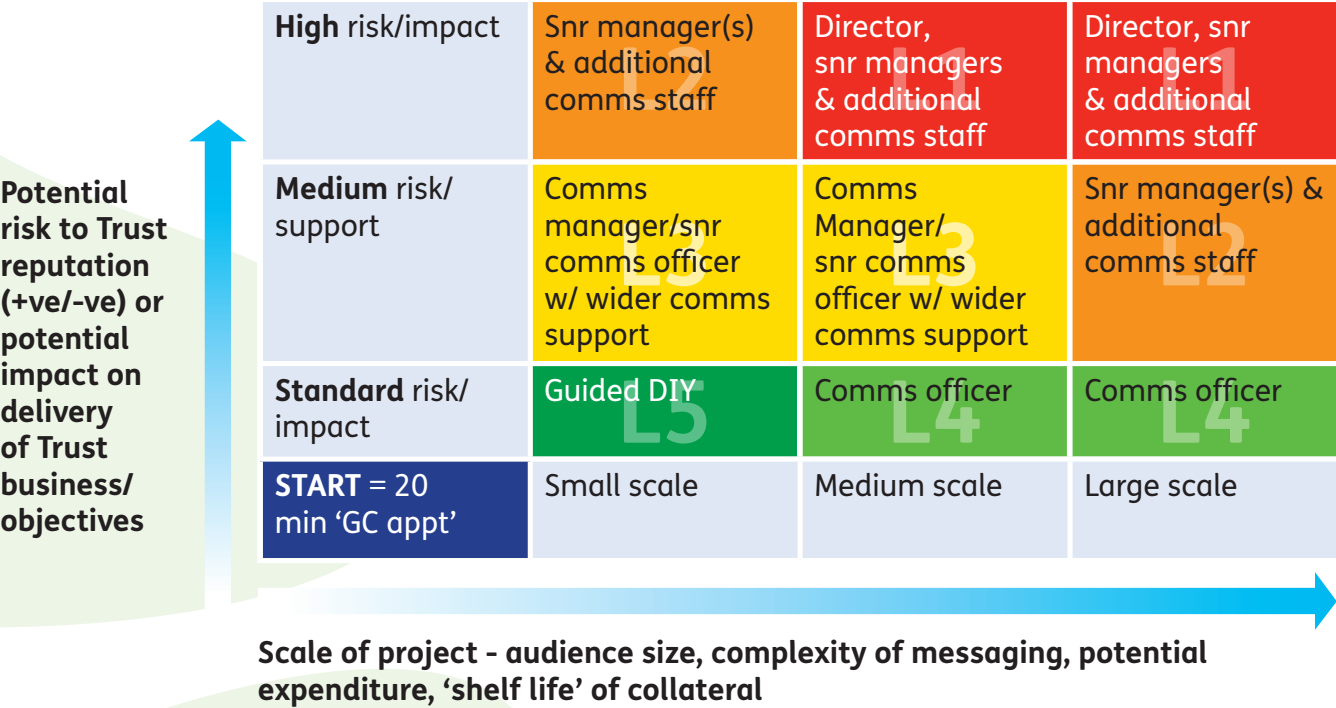 Potential
risk to Trust
reputation
(+ve/-ve) or
potential
impact on
delivery
of Trust
business/
objectives
High risk/impact
Snr manager(s)
& additional
comms staff
L2
Director,
snr managers
& additional
comms staff
L1
Director, snr
managers
& additional
comms staff
L1
Medium risk/
support
Comms
manager/snr
comms officer
w/ wider comms
support
L3
Comms
Manager/
snr comms
officer w/ wider
comms support
L3
Snr manager(s) &
additional
comms staff
L2
Standard risk/
impact
Guided DIY
L5
Comms officer
L4
Comms officer
L4
START = 20
min ‘GC appt’
Small scale
Medium scale
Large scale
Scale of project - audience size, complexity of messaging, potential
expenditure, ‘shelf life’ of collateral